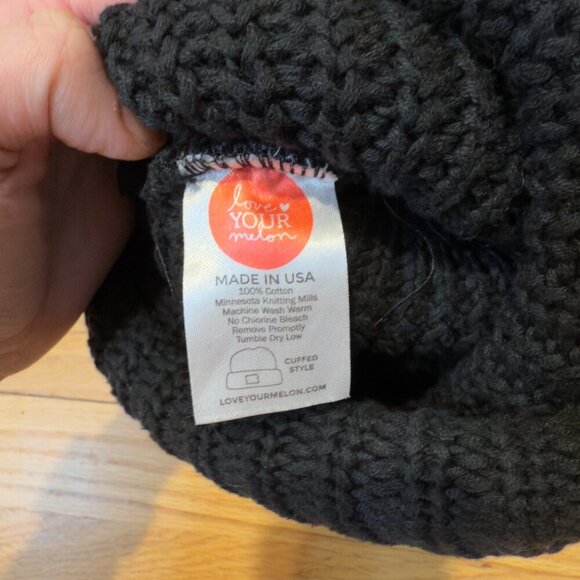 love
YOUR
melon
MADE IN USA
100% Cotton
Minnesota Knitting Mills
Machine Wash Warm
No Chlorine Bleach
Remove Promptly
Tumble Dry Low
CUFFED
STYLE
LOVEYOURMELON.COM